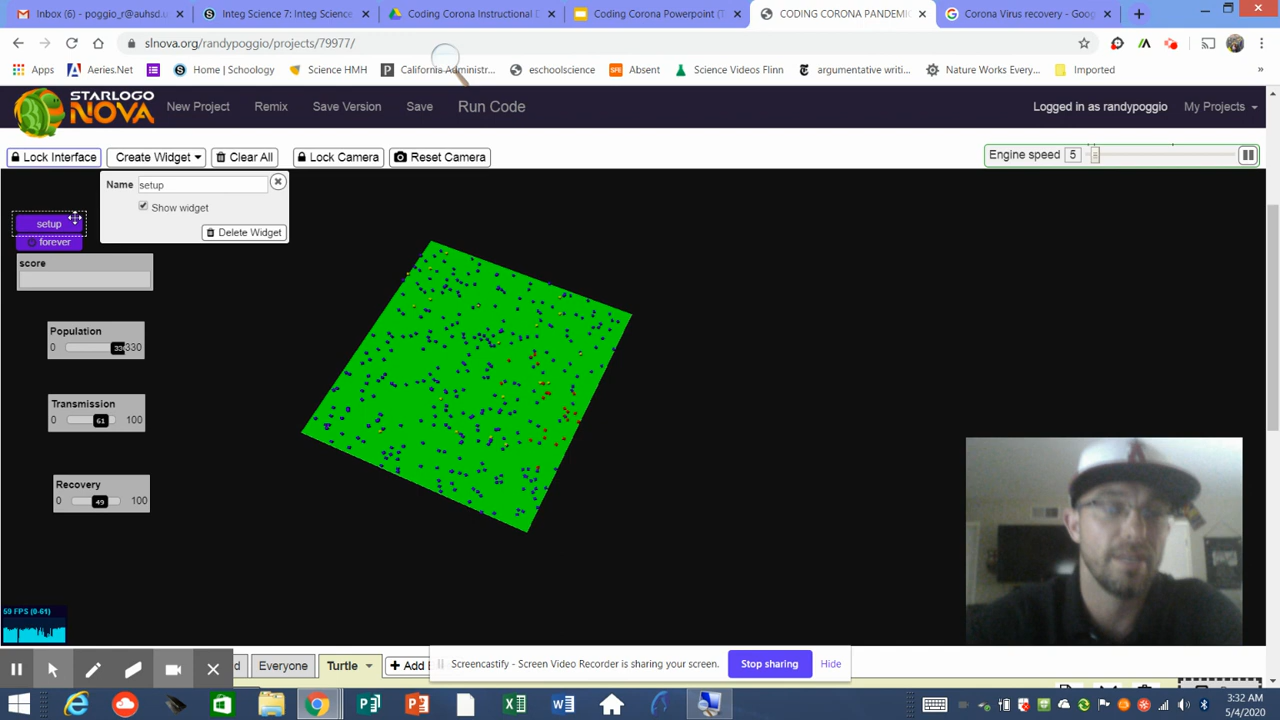 Inbox (41) - poggio_r@auhsd.u
Integ Science 7: Integ Science
Coding Corona Instructional D
Coding Corona Powerpoint (T
CODING CORONA PANDEMIC
Corona Virus recovery - Goog
slnova.org/randypoggio/projects/79977/
Apps
Aeries.Net
Home | Schoology
Science HMH
California Administr...
eschoolscience
Absent
Science Videos Flinn
argumentative writi...
Nature Works Every...
Imported
»
STARLOGO
NOVA
New Project
Remix
Save Version
Save
Run Code
Logged in as randypoggio
My Projects
Lock Interface
Create Widget
Clear All
Lock Camera
Reset Camera
Engine speed 5
Name setup
Show widget
Delete Widget
setup
forever
score
Population
0 330
Transmission
0 61 100
Recovery
0 49 100
59 FPS (0-61)
Everyone
Turtle
Screencastify - Screen Video Recorder is sharing your screen.
Stop sharing
Hide
3:32 AM
5/4/2020